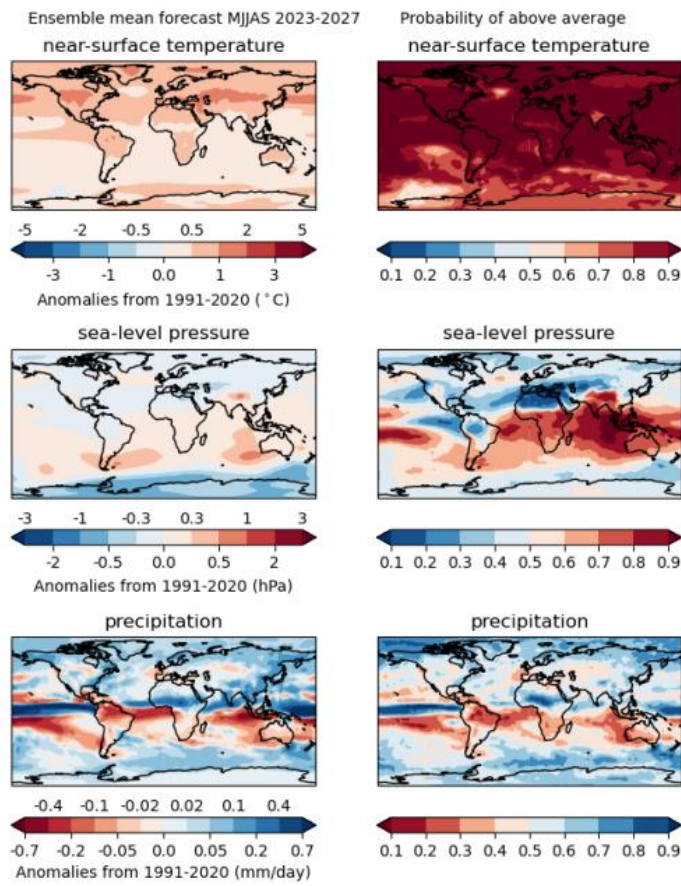 Ensemble mean forecast MJJAS 2023-2027 Probability of above average
near-surface temperature near-surface temperature
-5 -1 -0.5 0.5 2 5
-3 -1 0.0 1 3
0.1 0.2 0.3 0.4 0.5 0.6 0.7 0.8 0.9
Anomalies from 1991-2020 (°C)
sea-level pressure sea-level pressure
-3 -1 -0.3 0.3 1 3
-2 -0.5 0.0 0.5 2
0.1 0.2 0.3 0.4 0.5 0.6 0.7 0.8 0.9
Anomalies from 1991-2020 (hPa)
precipitation precipitation
-0.4 -0.1 -0.02 0.02 0.1 0.4
-0.7 -0.2 -0.05 0.0 0.05 0.2 0.7
0.1 0.2 0.3 0.4 0.5 0.6 0.7 0.8 0.9
Anomalies from 1991-2020 (mm/day)